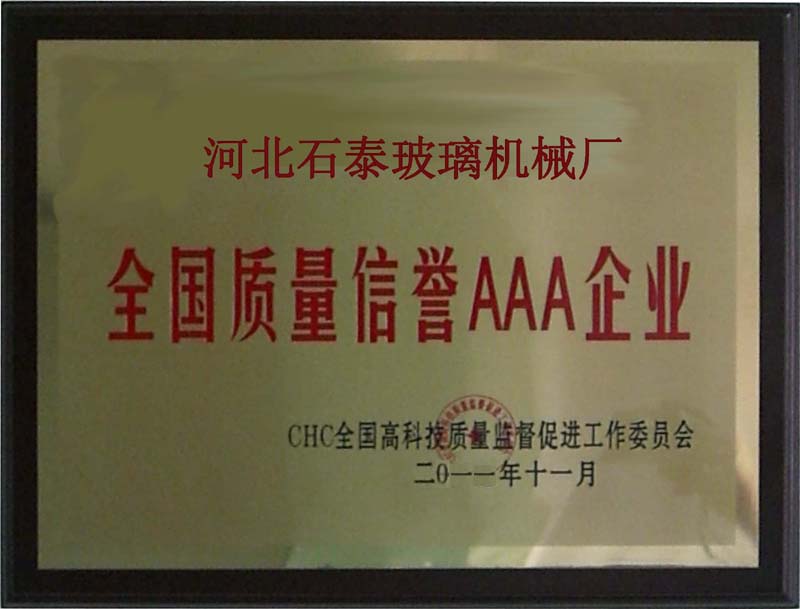 河北石泰玻璃机械厂
全国质量信誉AAA企业
CHC全国高科技质量监督促进工作委员会
二0一一年十一月